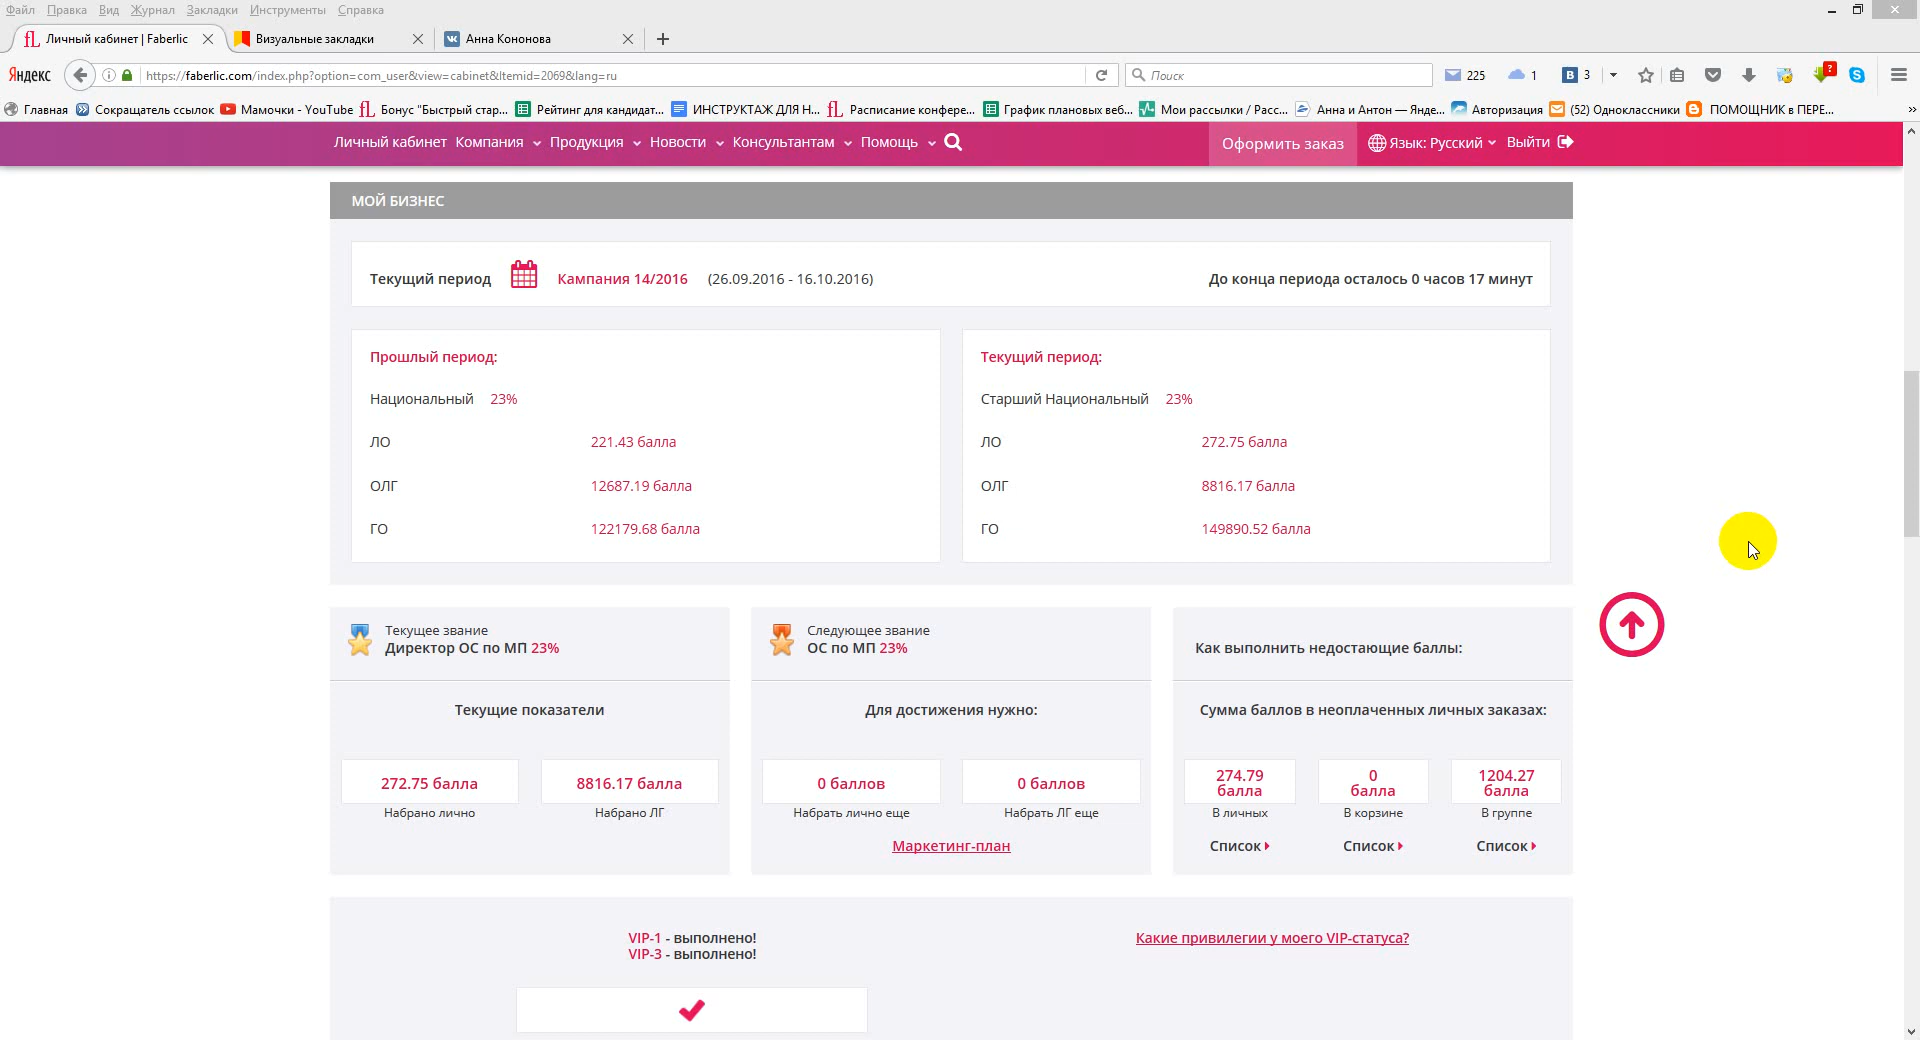 Файл Правка Вид Журнал Закладки Инструменты Справка
Личный кабинет | Faberlic
Визуальные закладки
Анна Кононова
Яндекс
https://faberlic.com/index.php?option=com_user&view=cabinet&Itemid=2069&lang=ru
Поиск
225
1
В 3
Главная
Сокращатель ссылок
Мамочки - YouTube
Бонус "Быстрый стар...
Рейтинг для кандидат...
ИНСТРУКТАЖ ДЛЯ Н...
Расписание конфере...
График плановых веб...
Мои рассылки / Расс...
Анна и Антон — Янде...
Авторизация
(52) Одноклассники
ПОМОЩНИК в ПЕРЕ...
Личный кабинет Компания Продукция Новости Консультантам Помощь
Оформить заказ
Язык: Русский
Выйти
МОЙ БИЗНЕС
Текущий период
Кампания 14/2016
(26.09.2016 - 16.10.2016)
До конца периода осталось 0 часов 17 минут
Прошлый период:
Национальный 23%
ЛО 221.43 балла
ОЛГ 12687.19 балла
ГО 122179.68 балла
Текущий период:
Старший Национальный 23%
ЛО 272.75 балла
ОЛГ 8816.17 балла
ГО 149890.52 балла
Текущее звание
Директор ОС по МП 23%
Текущие показатели
272.75 балла
Набрано лично
8816.17 балла
Набрано ЛГ
Следующее звание
ОС по МП 23%
Для достижения нужно:
0 баллов
Набрать лично еще
0 баллов
Набрать ЛГ еще
Маркетинг-план
Как выполнить недостающие баллы:
Сумма баллов в неоплаченных личных заказах:
274.79
балла
В личных
Список
0
балла
В корзине
Список
1204.27
балла
В группе
Список
VIP-1 - выполнено!
VIP-3 - выполнено!
Какие привилегии у моего VIP-статуса?